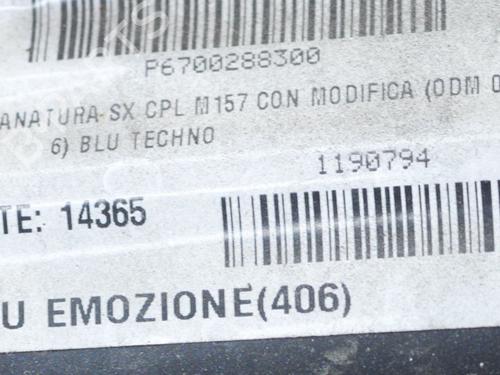 P6700288300
ANATURA SX CPL M157 CON MODIFICA (ODM 0
6) BLU TECHNO
1190794
TE: 14365
U EMOZIONE(406)